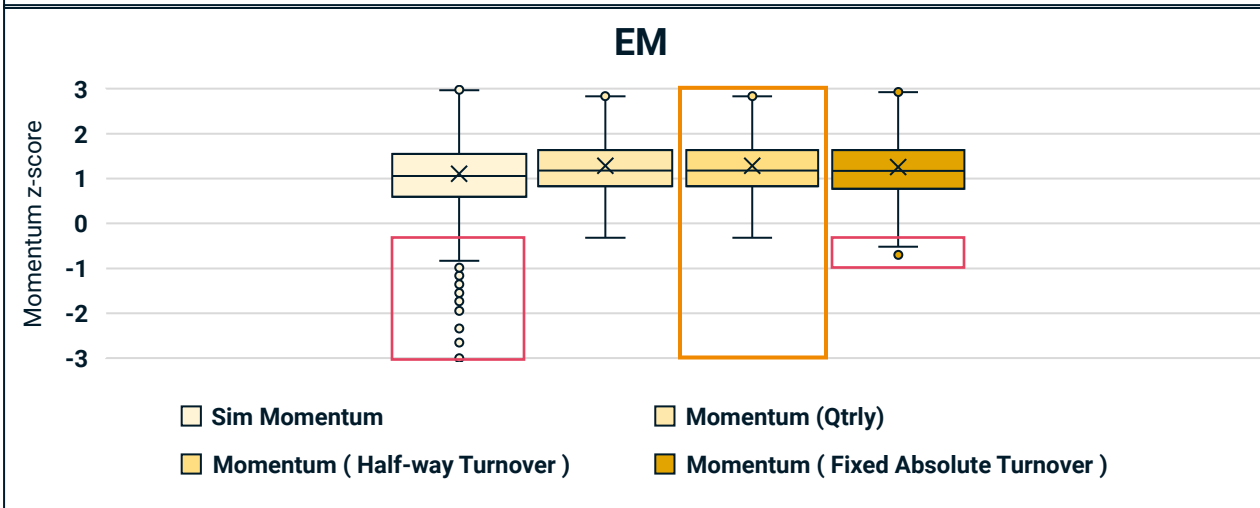 EM
Momentum z-score
3
2
1
0
-1
-2
-3
Sim Momentum
Momentum (Qtrly)
Momentum ( Half-way Turnover )
Momentum ( Fixed Absolute Turnover )